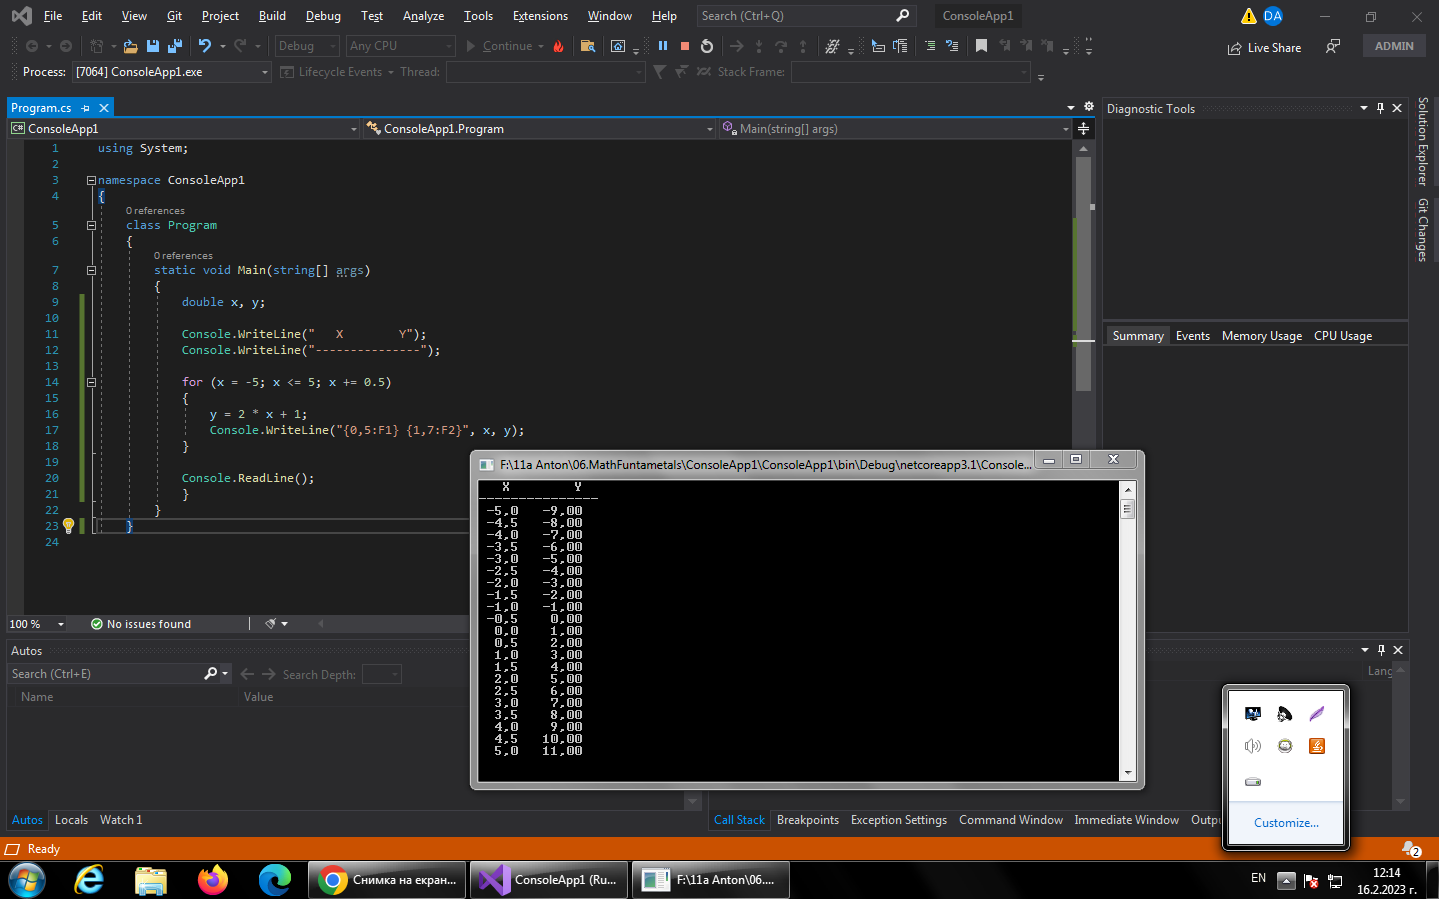 File Edit View Git Project Build Debug Test Analyze Tools Extensions Window Help Search (Ctrl+Q) ConsoleApp1 DA
Debug Any CPU Continue Live Share ADMIN
Process: [7064] ConsoleApp1.exe Lifecycle Events Thread: Stack Frame:
Program.cs
Diagnostic Tools
C# ConsoleApp1 ConsoleApp1.Program Main(string[] args)
1 using System;
2
3 namespace ConsoleApp1
4 {
0 references
5 class Program
6 {
0 references
7 static void Main(string[] args)
8 {
9 double x, y;
10
11 Console.WriteLine("   X        Y");
12 Console.WriteLine("---------------");
13
14 for (x = -5; x <= 5; x += 0.5)
15 {
16 y = 2 * x + 1;
17 Console.WriteLine("{0,5:F1} {1,7:F2}", x, y);
18 }
19
20 Console.ReadLine();
21 }
22 }
23 }
24
100 % No issues found
Solution Explorer
Git Changes
Summary Events Memory Usage CPU Usage
F:\11a Anton\06.MathFuntametals\ConsoleApp1\ConsoleApp1\bin\Debug\netcoreapp3.1\Console...
X Y
---------------
-5,0 -9,00
-4,5 -8,00
-4,0 -7,00
-3,5 -6,00
-3,0 -5,00
-2,5 -4,00
-2,0 -3,00
-1,5 -2,00
-1,0 -1,00
-0,5 0,00
0,0 1,00
0,5 2,00
1,0 3,00
1,5 4,00
2,0 5,00
2,5 6,00
3,0 7,00
3,5 8,00
4,0 9,00
4,5 10,00
5,0 11,00
Autos
Search (Ctrl+E) Search Depth:
Name Value
Lang
Autos Locals Watch 1
Call Stack Breakpoints Exception Settings Command Window Immediate Window Outpu
Customize...
Ready
2
Снимка на екран... ConsoleApp1 (Ru... F:\11a Anton\06....
EN
12:14
16.2.2023 г.